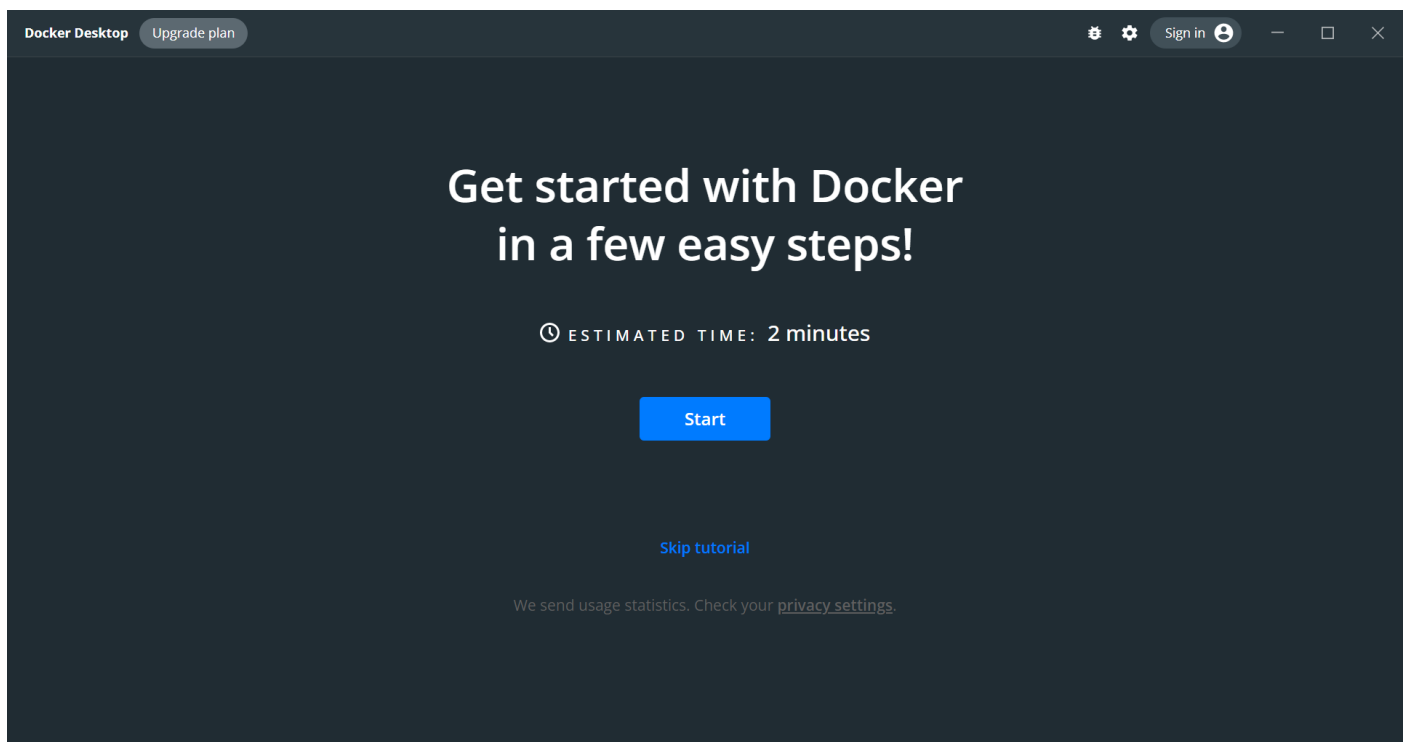 Docker Desktop Upgrade plan Sign in
Get started with Docker
in a few easy steps!
ESTIMATED TIME: 2 minutes
Start
Skip tutorial
We send usage statistics. Check your privacy settings.